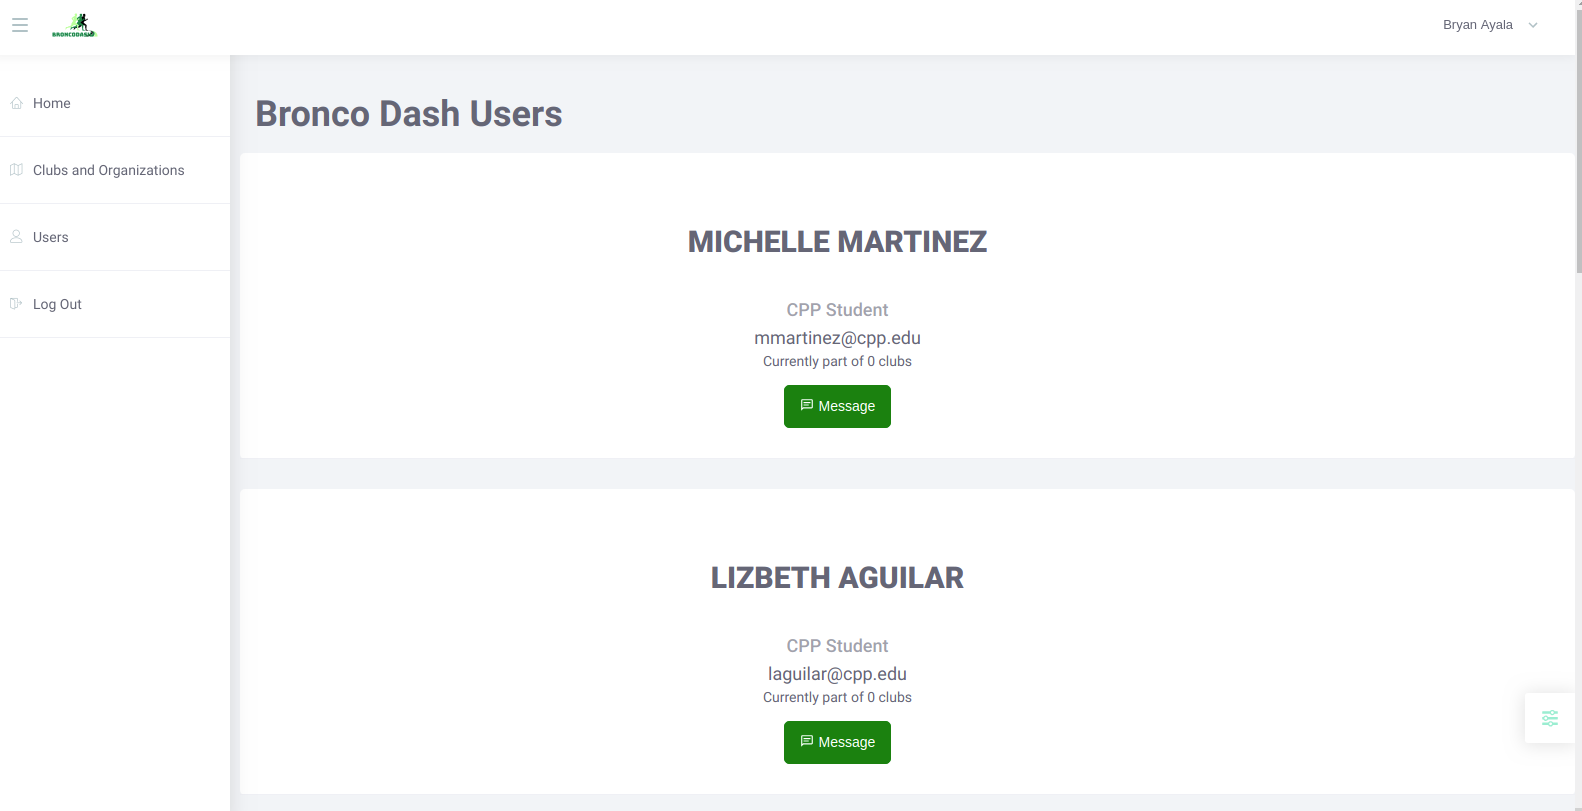 BRONCODASH
Bryan Ayala
Home
Clubs and Organizations
Users
Log Out
Bronco Dash Users
MICHELLE MARTINEZ
CPP Student
mmartinez@cpp.edu
Currently part of 0 clubs
Message
LIZBETH AGUILAR
CPP Student
laguilar@cpp.edu
Currently part of 0 clubs
Message